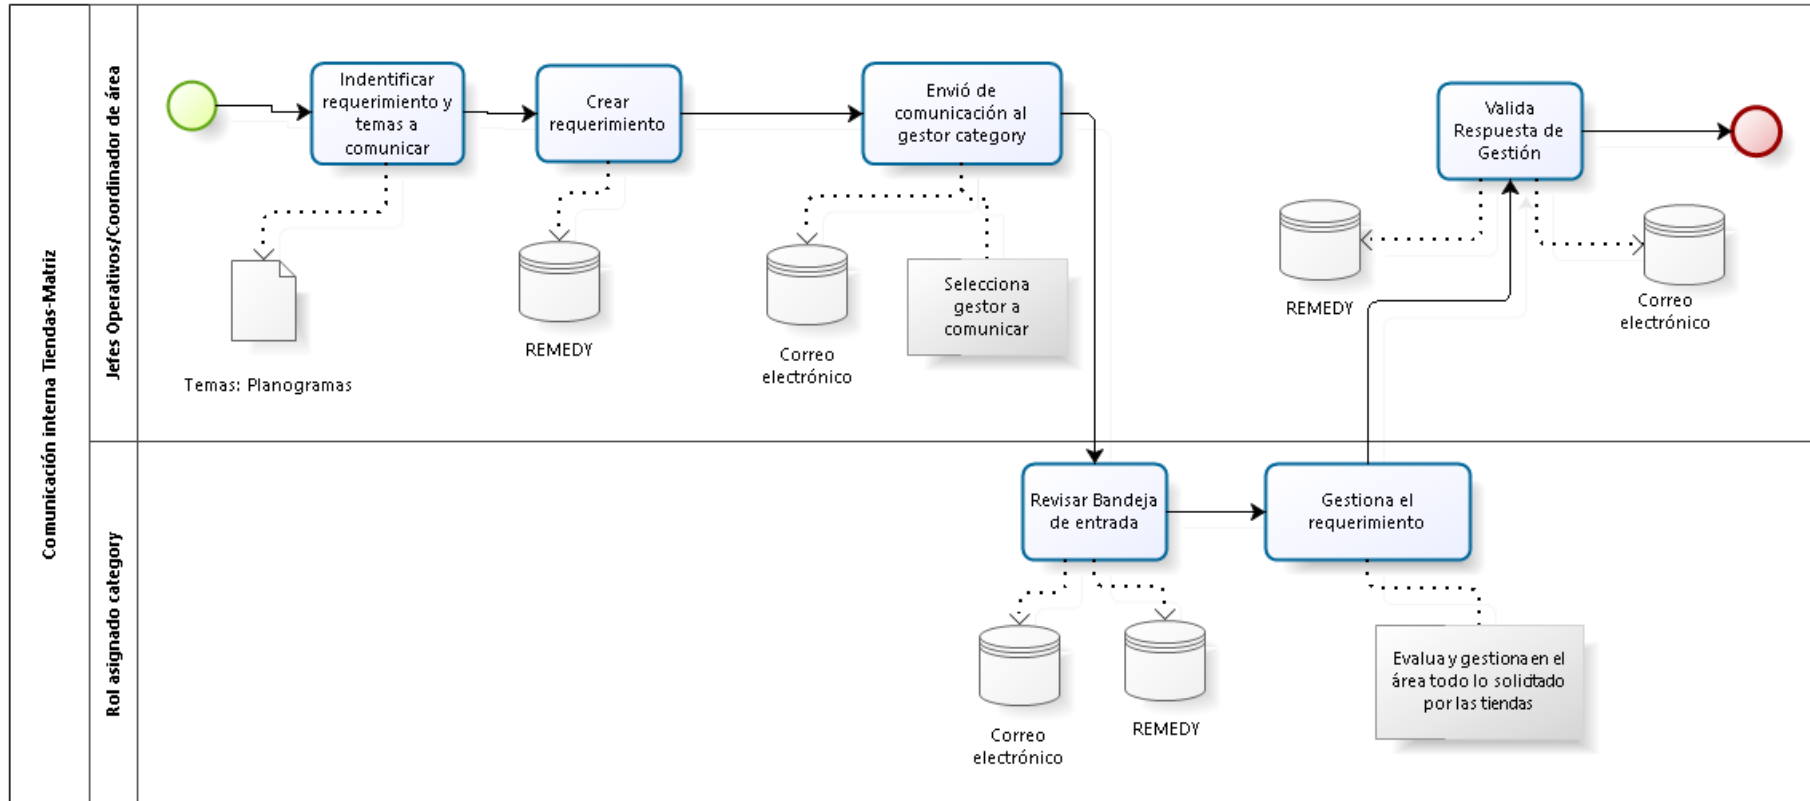 Comunicación interna Tiendas-Matriz
Jefes Operativos/Coordinador de área
Indentificar
requerimiento y
temas a
comunicar
Crear
requerimiento
Envió de
comunicación al
gestor category
Valida
Respuesta de
Gestión
Temas: Planogramas
REMEDY
Correo
electrónico
Selecciona
gestor a
comunicar
REMEDY
Correo
electrónico
Rol asignado category
Revisar Bandeja
de entrada
Gestiona el
requerimiento
Correo
electrónico
REMEDY
Evalua y gestiona en el
área todo lo solicitado
por las tiendas